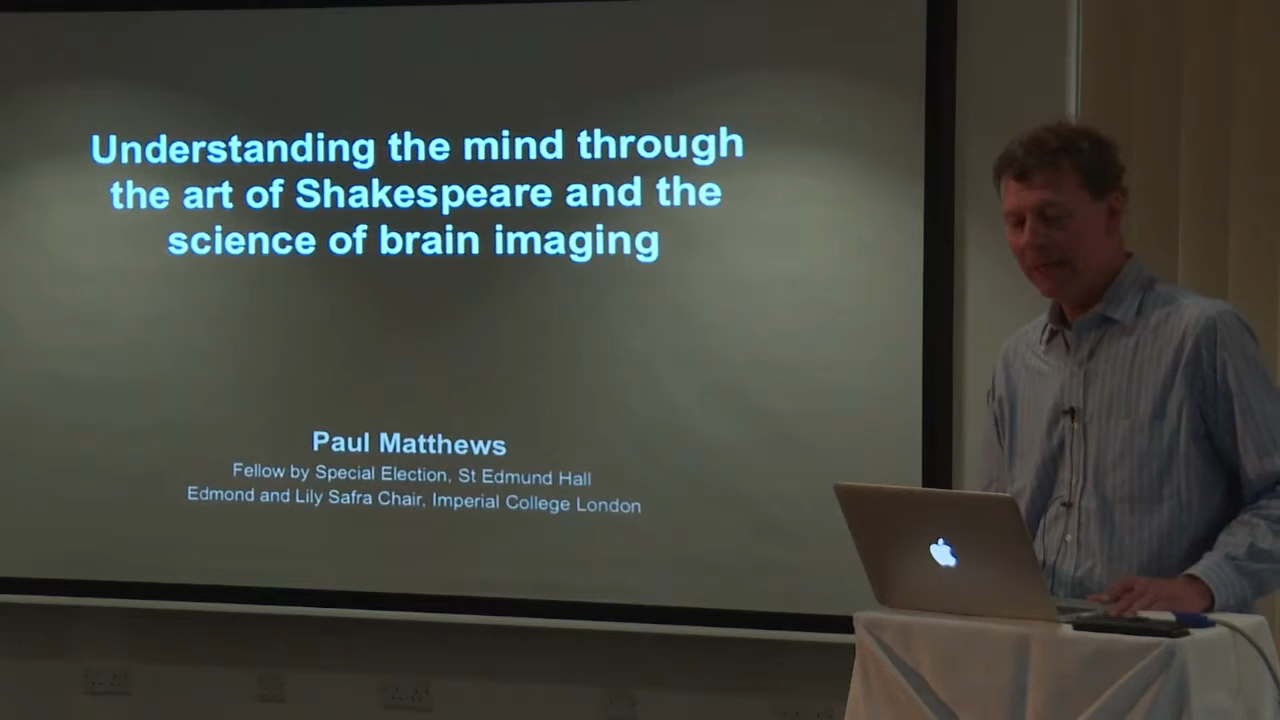 Understanding the mind through
the art of Shakespeare and the
science of brain imaging
Paul Matthews
Fellow by Special Election, St Edmund Hall
Edmond and Lily Safra Chair, Imperial College London